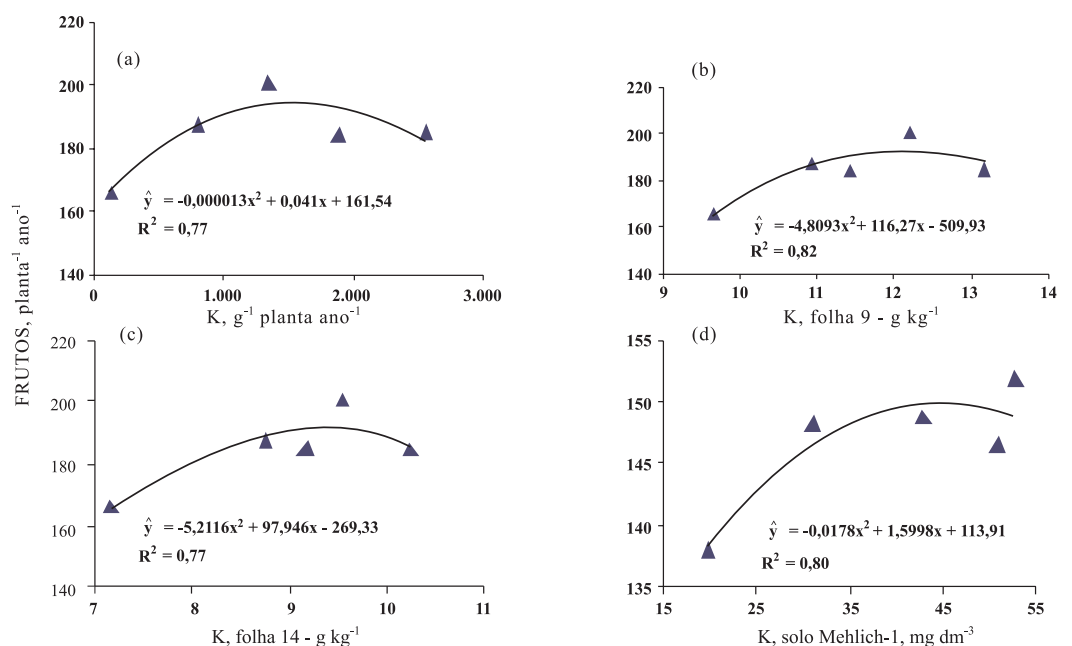 FRUTOS, planta⁻¹ ano⁻¹
(a)
220
200
180
160
140
ŷ = -0,000013x² + 0,041x + 161,54
R² = 0,77
0 1.000 2.000 3.000
K, g⁻¹ planta ano⁻¹
(b)
220
200
180
160
140
ŷ = -4,8093x² + 116,27x - 509,93
R² = 0,82
9 10 11 12 13 14
K, folha 9 - g kg⁻¹
(c)
220
200
180
160
140
ŷ = -5,2116x² + 97,946x - 269,33
R² = 0,77
7 8 9 10 11
K, folha 14 - g kg⁻¹
(d)
155
150
145
140
135
ŷ = -0,0178x² + 1,5998x + 113,91
R² = 0,80
15 25 35 45 55
K, solo Mehlich-1, mg dm⁻³